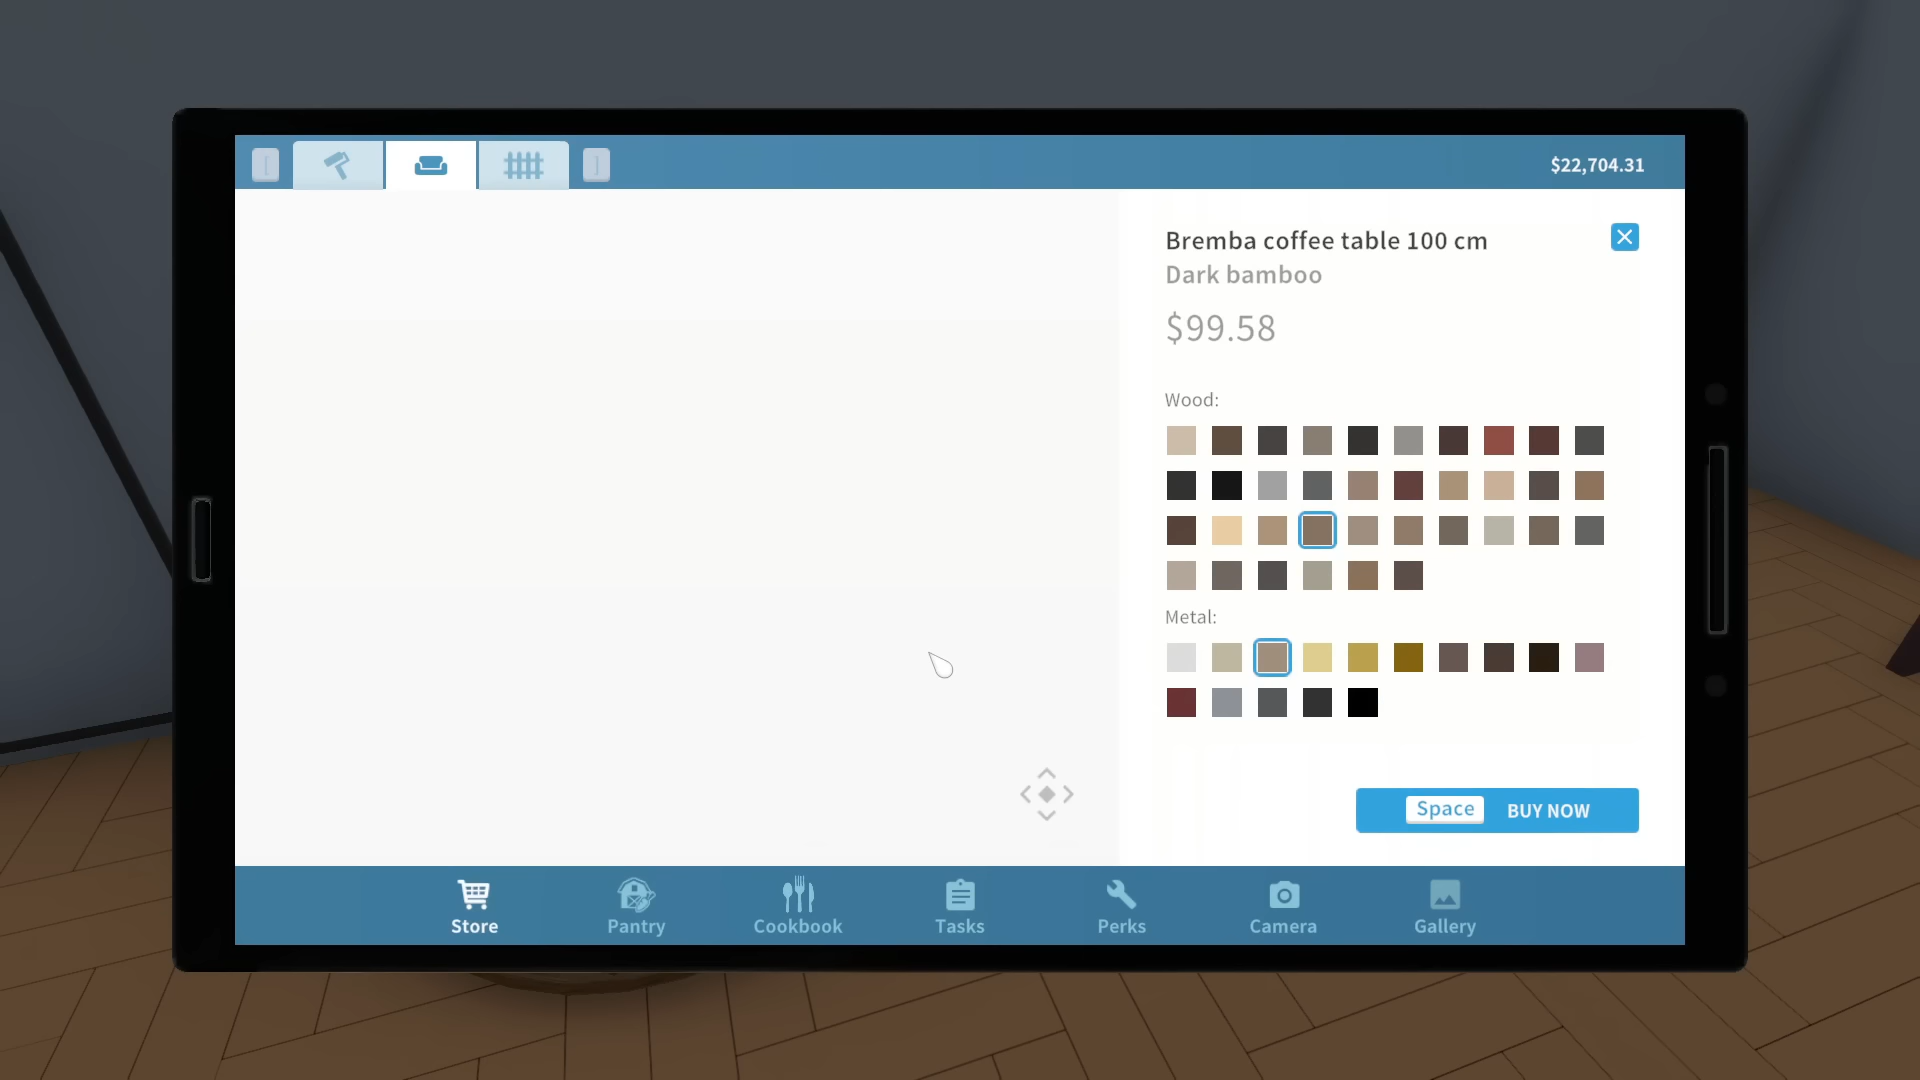 $22,704.31
Bremba coffee table 100 cm
Dark bamboo
$99.58
Wood:
Metal:
Space BUY NOW
Store Pantry Cookbook Tasks Perks Camera Gallery